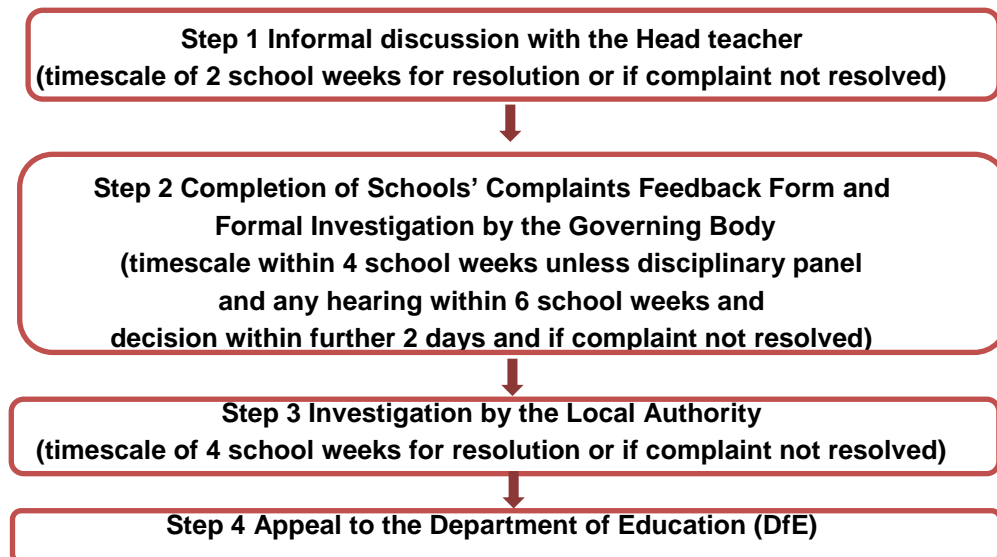 Step 1 Informal discussion with the Head teacher
(timescale of 2 school weeks for resolution or if complaint not resolved)
Step 2 Completion of Schools’ Complaints Feedback Form and
Formal Investigation by the Governing Body
(timescale within 4 school weeks unless disciplinary panel
and any hearing within 6 school weeks and
decision within further 2 days and if complaint not resolved)
Step 3 Investigation by the Local Authority
(timescale of 4 school weeks for resolution or if complaint not resolved)
Step 4 Appeal to the Department of Education (DfE)